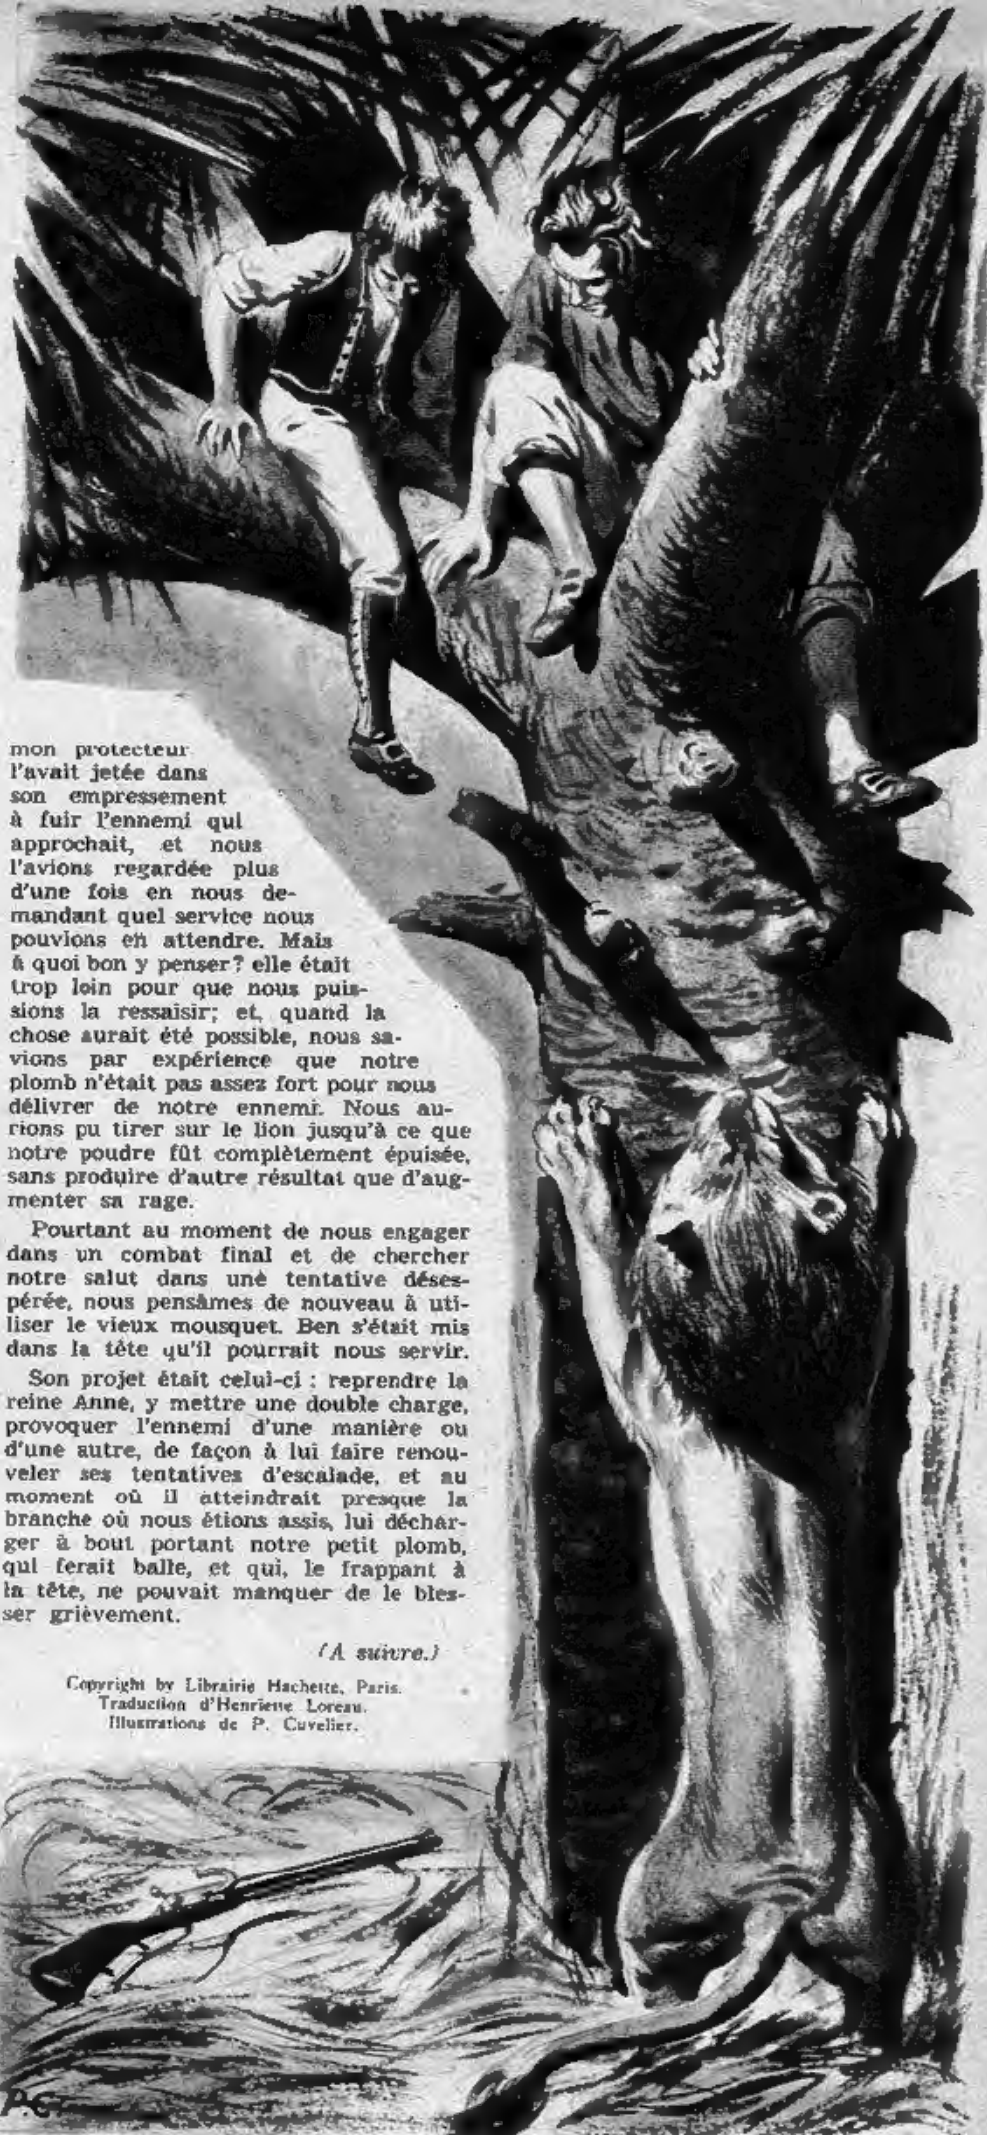 mon protecteur
l'avait jetée dans
son empressement
à fuir l'ennemi qui
approchait, et nous
l'avions regardée plus
d'une fois en nous de-
mandant quel service nous
pouvions en attendre. Mais
à quoi bon y penser? elle était
trop loin pour que nous puis-
sions la ressaisir; et, quand la
chose aurait été possible, nous sa-
vions par expérience que notre
plomb n'était pas assez fort pour nous
délivrer de notre ennemi. Nous au-
rions pu tirer sur le lion jusqu'à ce que
notre poudre fût complètement épuisée,
sans produire d'autre résultat que d'aug-
menter sa rage.
Pourtant au moment de nous engager
dans un combat final et de chercher
notre salut dans une tentative déses-
pérée, nous pensâmes de nouveau à uti-
liser le vieux mousquet. Ben s'était mis
dans la tête qu'il pourrait nous servir.
Son projet était celui-ci : reprendre la
reine Anne, y mettre une double charge,
provoquer l'ennemi d'une manière ou
d'une autre, de façon à lui faire renou-
veler ses tentatives d'escalade, et au
moment où il atteindrait presque la
branche où nous étions assis, lui déchar-
ger à bout portant notre petit plomb,
qui ferait balle, et qui, le frappant à
la tête, ne pouvait manquer de le bles-
ser grièvement.
(A suivre.)
Copyright by Librairie Hachette, Paris.
Traduction d'Henriette Loreau.
Illustrations de P. Cuvelier.
P.C